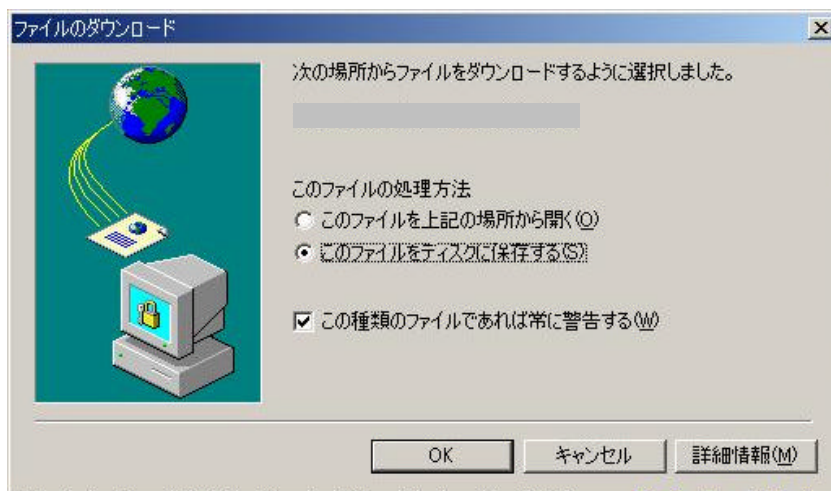 ファイルのダウンロード
次の場所からファイルをダウンロードするように選択しました。
このファイルの処理方法
このファイルを上記の場所から開く(O)
このファイルをディスクに保存する(S)
この種類のファイルであれば常に警告する(W)
OK キャンセル 詳細情報(M)